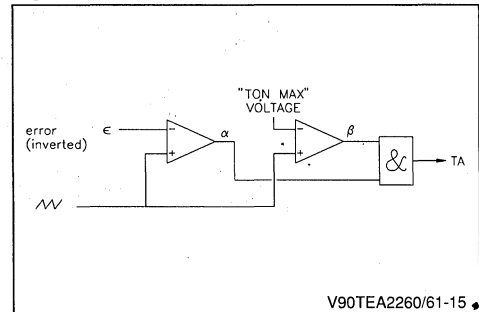 "TON MAX"
VOLTAGE
error
(inverted)
ϵ
−
+
α
−
+
β
&
TA
V90TEA2260/61-15